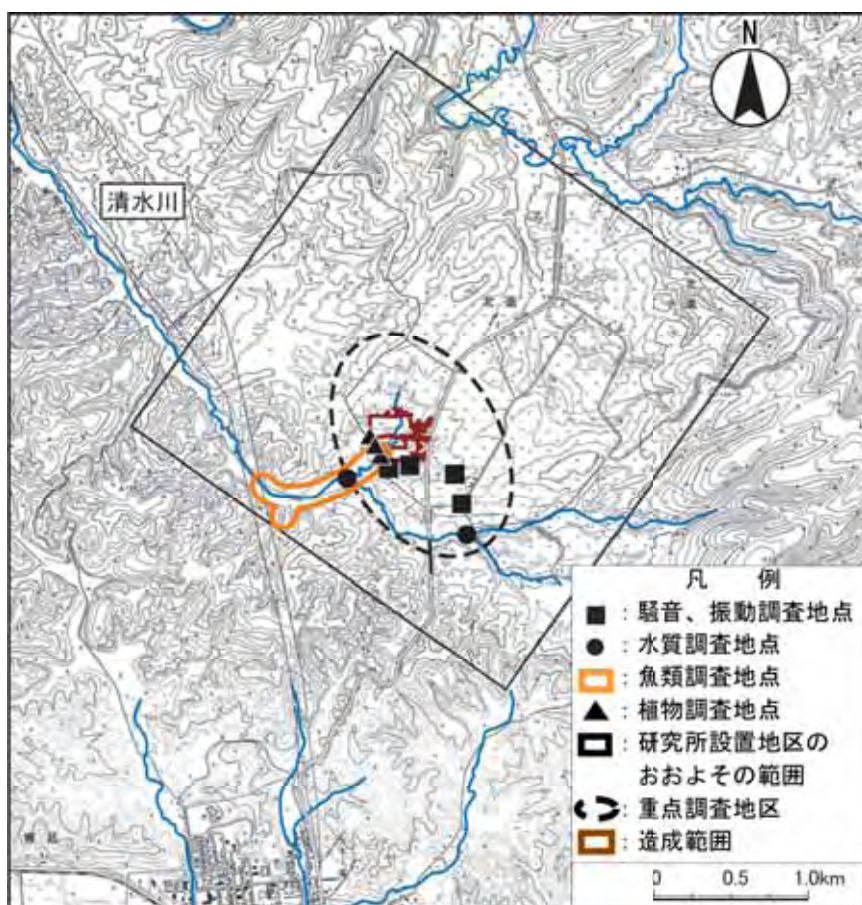 N
清水川
北進
凡 例
■：騒音、振動調査地点
●：水質調査地点
：魚類調査地点
▲：植物調査地点
：研究所設置地区の
おおよその範囲
：重点調査地区
：造成範囲
0 0.5 1.0km